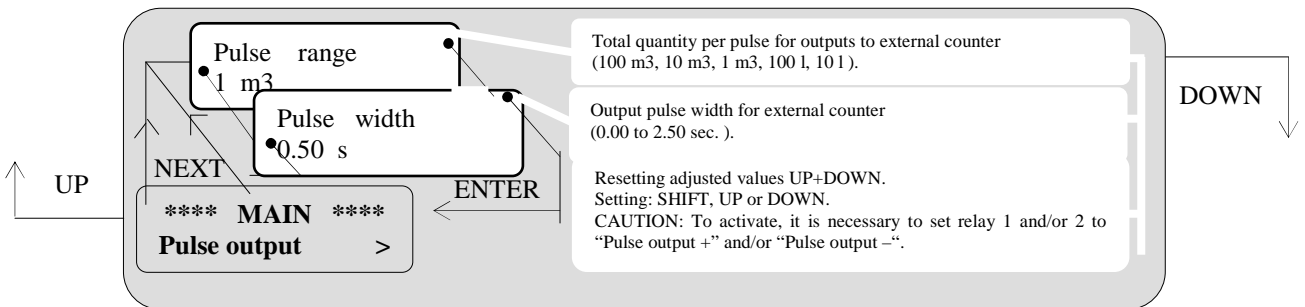 Pulse range
1 m3
Pulse width
0.50 s
UP
NEXT
ENTER
**** MAIN ****
Pulse output >
Total quantity per pulse for outputs to external counter
(100 m3, 10 m3, 1 m3, 100 l, 10 l ).
Output pulse width for external counter
(0.00 to 2.50 sec. ).
Resetting adjusted values UP+DOWN.
Setting: SHIFT, UP or DOWN.
CAUTION: To activate, it is necessary to set relay 1 and/or 2 to
“Pulse output +” and/or “Pulse output –“.
DOWN